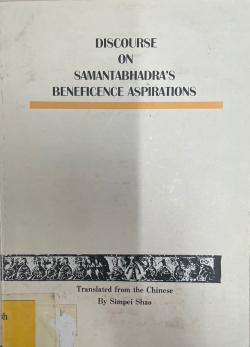 DISCOURSE
ON
SAMANTABHADRA'S
BENEFICENCE ASPIRATIONS
Translated from the Chinese
By Simpei Shao